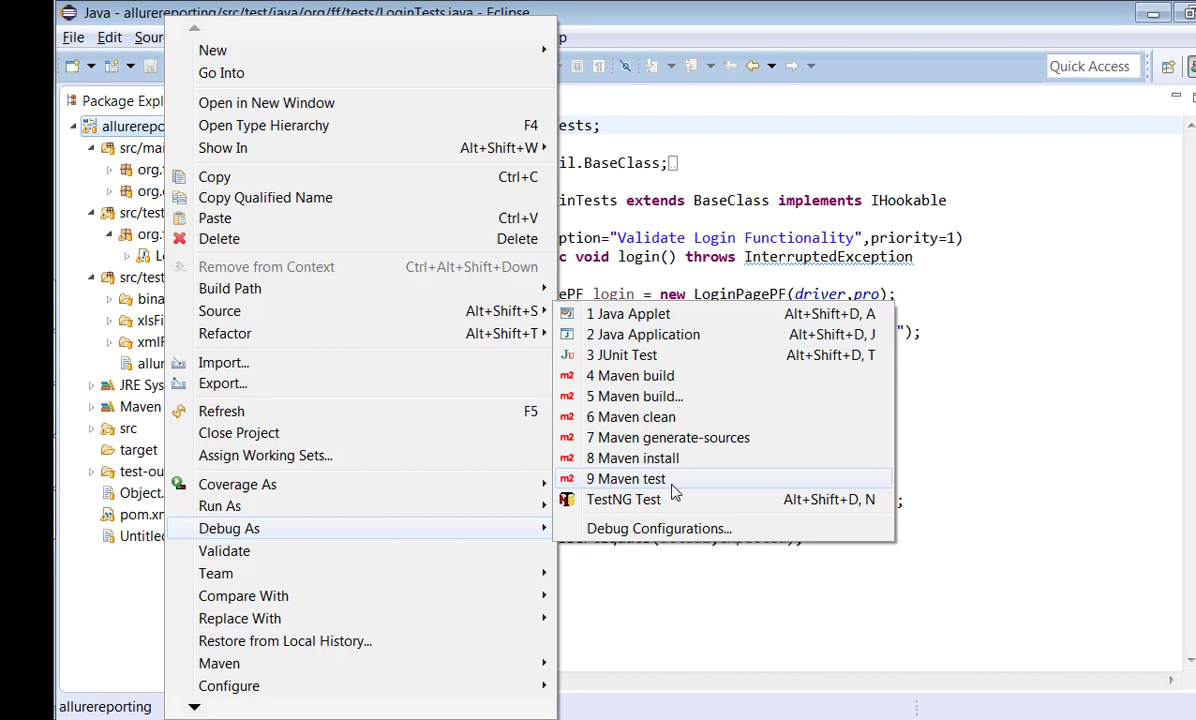 Java - allurereporting/src/test/java/org/ff/tests/LoginTests.java - Eclipse
File Edit
Quick Access
Package
New
Go Into
Open in New Window
Open Type Hierarchy F4
Show In Alt+Shift+W
Copy Ctrl+C
Copy Qualified Name
Paste Ctrl+V
Delete Delete
Remove from Context Ctrl+Alt+Shift+Down
Build Path
Source Alt+Shift+S
Refactor Alt+Shift+T
Import...
Export...
Refresh F5
Close Project
Assign Working Sets...
Coverage As
Run As
Debug As
Validate
Team
Compare With
Replace With
Restore from Local History...
Maven
Configure
1 Java Applet Alt+Shift+D, A
2 Java Application Alt+Shift+D, J
3 JUnit Test Alt+Shift+D, T
4 Maven build
5 Maven build...
6 Maven clean
7 Maven generate-sources
8 Maven install
9 Maven test
TestNG Test Alt+Shift+D, N
Debug Configurations...
ests;
il.BaseClass;
inTests extends BaseClass implements IHookable
ption="Validate Login Functionality",priority=1)
c void login() throws InterruptedException
ePF login = new LoginPagePF(driver,pro);
");
;
allurerepo
src/mai
org.
org.
src/test
org.f
src/test
bina
xlsFi
xmlF
allu
JRE Sys
Maven
src
target
test-ou
Object.
pom.xm
Untitle
allurereporting